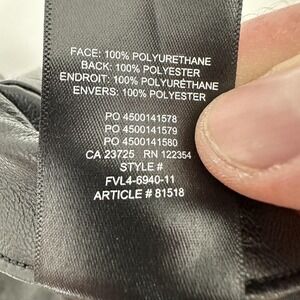 FACE: 100% POLYURETHANE
BACK: 100% POLYESTER
ENDROIT: 100% POLYURÉTHANE
ENVERS: 100% POLYESTER
PO 4500141578
PO 4500141579
PO 4500141580
CA 23725 RN 122354
STYLE #
FVL4-6940-11
ARTICLE # 81518